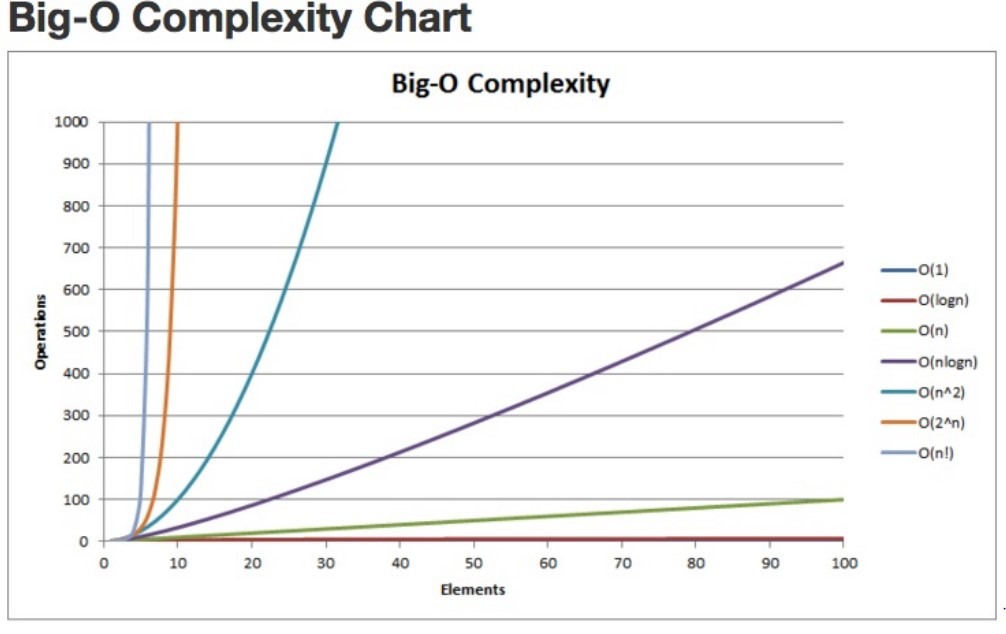 Big-O Complexity Chart
Big-O Complexity
1000
900
800
700
600
500
400
300
200
100
0
Operations
0 10 20 30 40 50 60 70 80 90 100
Elements
O(1)
O(logn)
O(n)
O(nlogn)
O(n^2)
O(2^n)
O(n!)